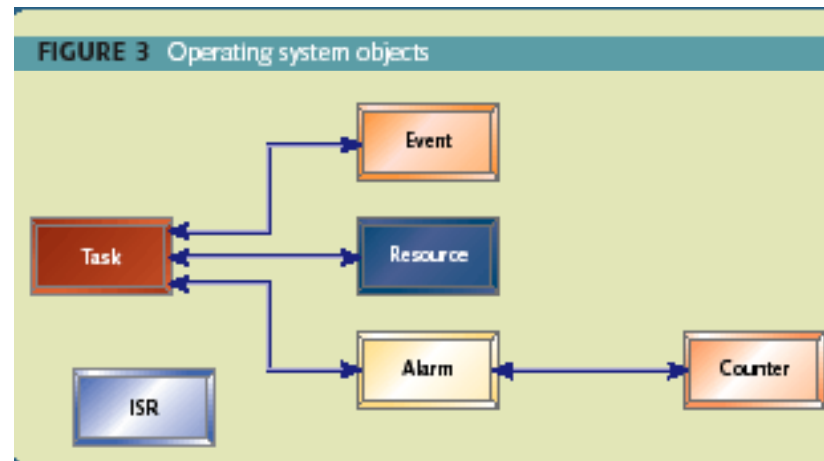 FIGURE 3 Operating system objects
Event
Task
Resource
Alarm
Counter
ISR